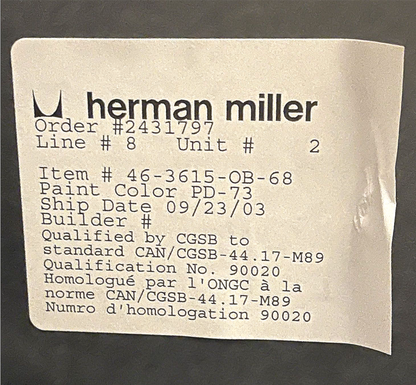 herman miller
Order #2431797
Line # 8 Unit # 2
Item # 46-3615-OB-68
Paint Color PD-73
Ship Date 09/23/03
Builder #
Qualified by CGSB to
standard CAN/CGSB-44.17-M89
Qualification No. 90020
Homologué par l'ONGC à la
norme CAN/CGSB-44.17-M89
Numro d'homologation 90020